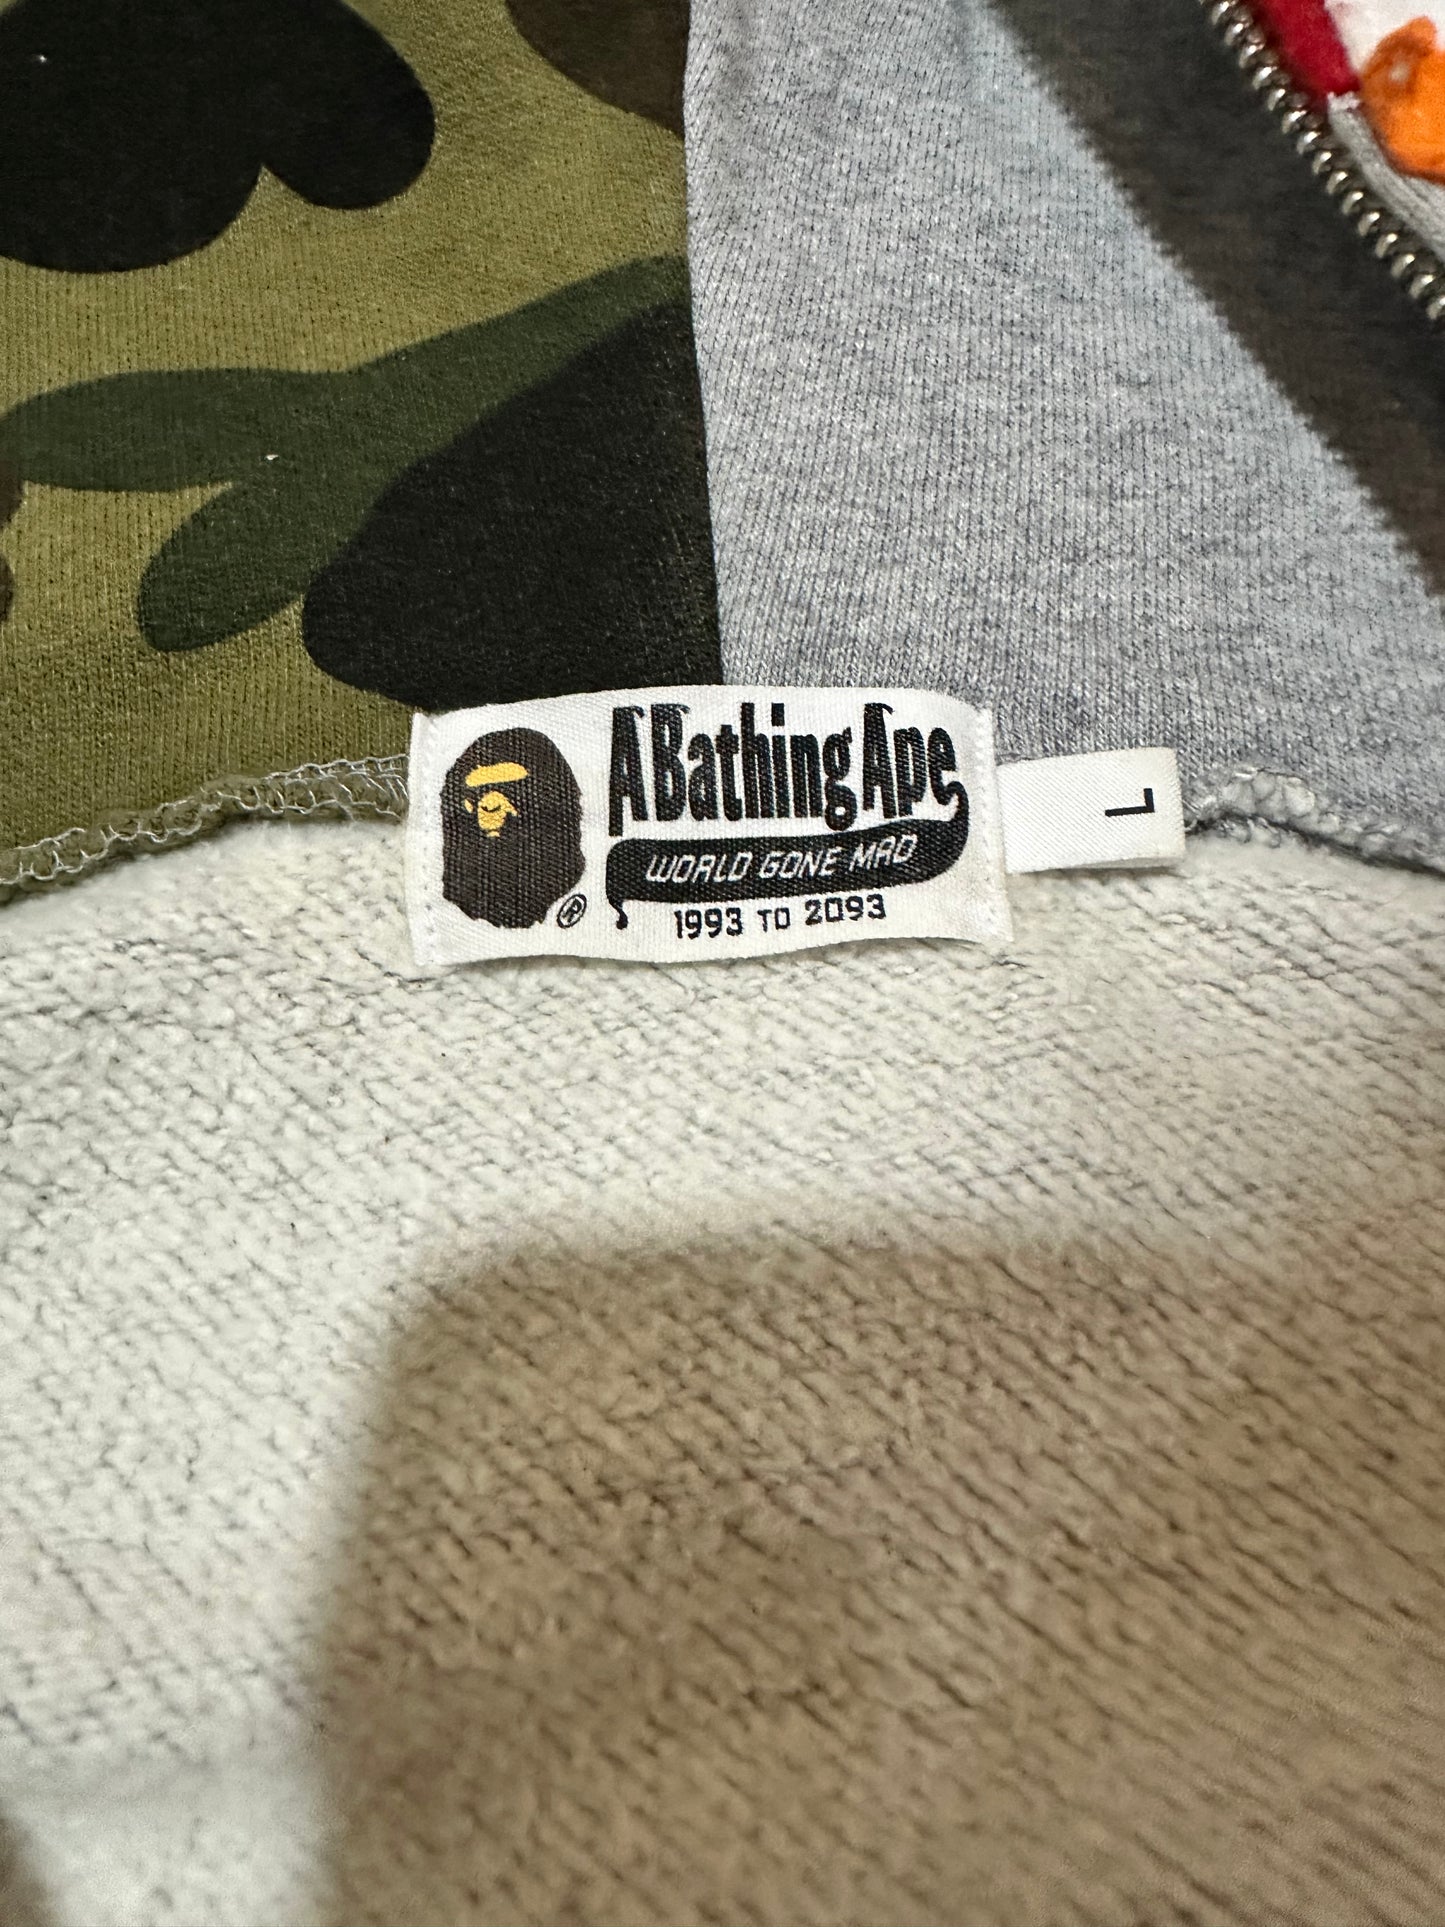 A Bathing Ape
WORLD GONE MAD
1993 TO 2093
®
L